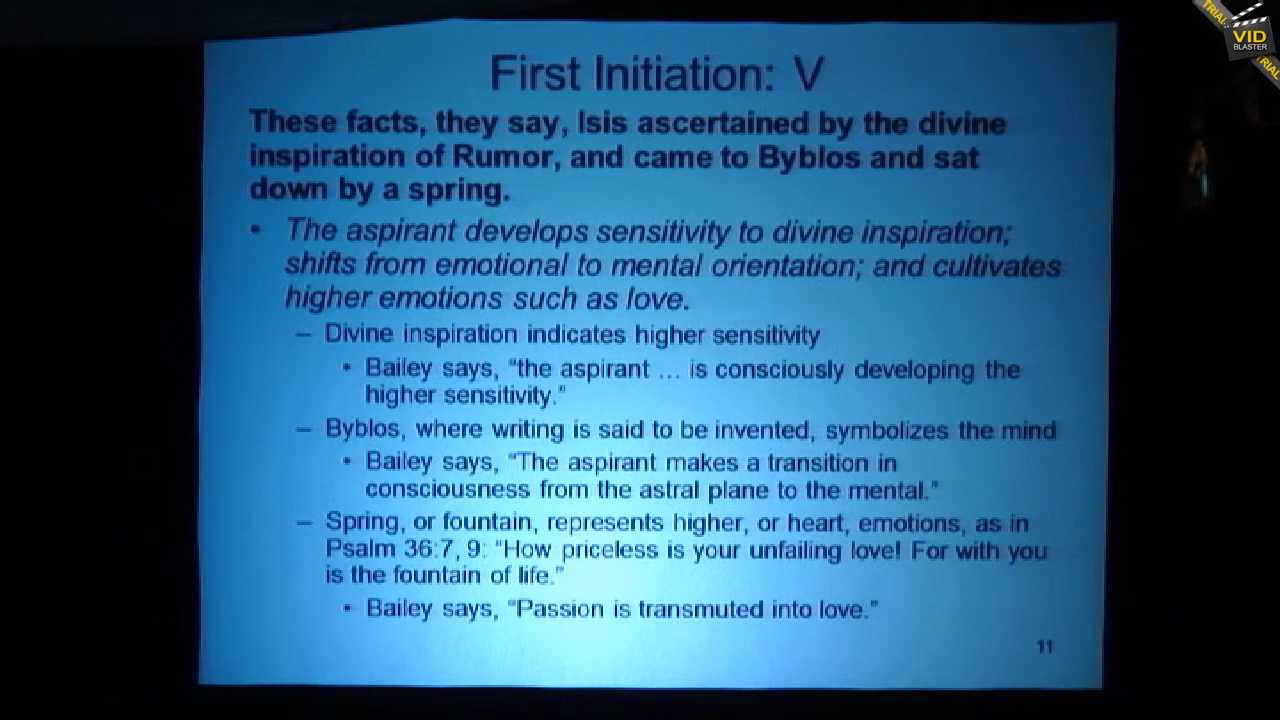 First Initiation: V
These facts, they say, Isis ascertained by the divine
inspiration of Rumor, and came to Byblos and sat
down by a spring.
• The aspirant develops sensitivity to divine inspiration;
shifts from emotional to mental orientation; and cultivates
higher emotions such as love.
– Divine inspiration indicates higher sensitivity
• Bailey says, “the aspirant … is consciously developing the
higher sensitivity.”
– Byblos, where writing is said to be invented, symbolizes the mind
• Bailey says, “The aspirant makes a transition in
consciousness from the astral plane to the mental.”
– Spring, or fountain, represents higher, or heart, emotions, as in
Psalm 36:7, 9: “How priceless is your unfailing love! For with you
is the fountain of life.”
• Bailey says, “Passion is transmuted into love.”
11
TRIAL
VID
BLASTER
TRIAL